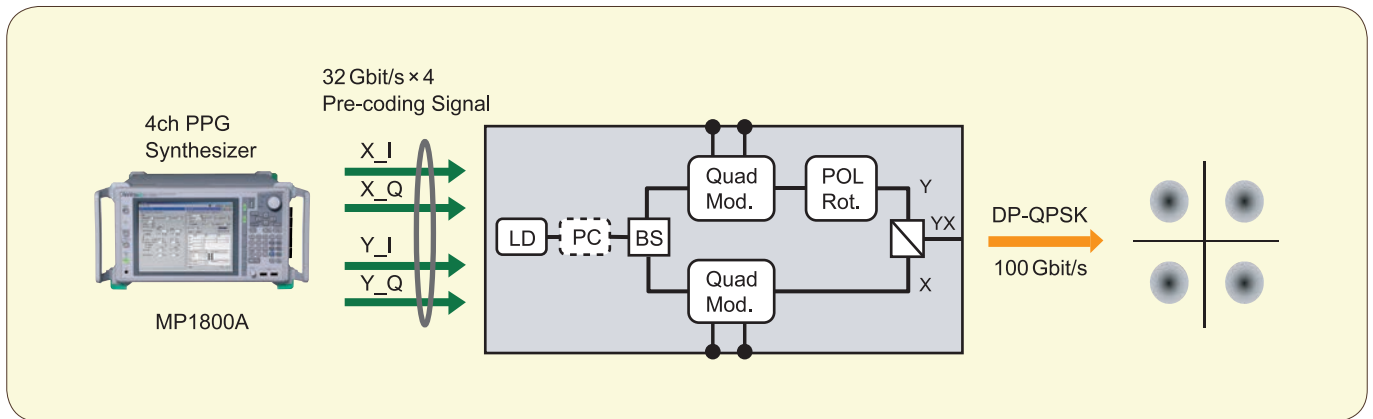 32 Gbit/s × 4
Pre-coding Signal
4ch PPG
Synthesizer
X_I
X_Q
Y_I
Y_Q
MP1800A
LD
PC
BS
Quad
Mod.
POL
Rot.
Y
YX
Quad
Mod.
X
DP-QPSK
100 Gbit/s